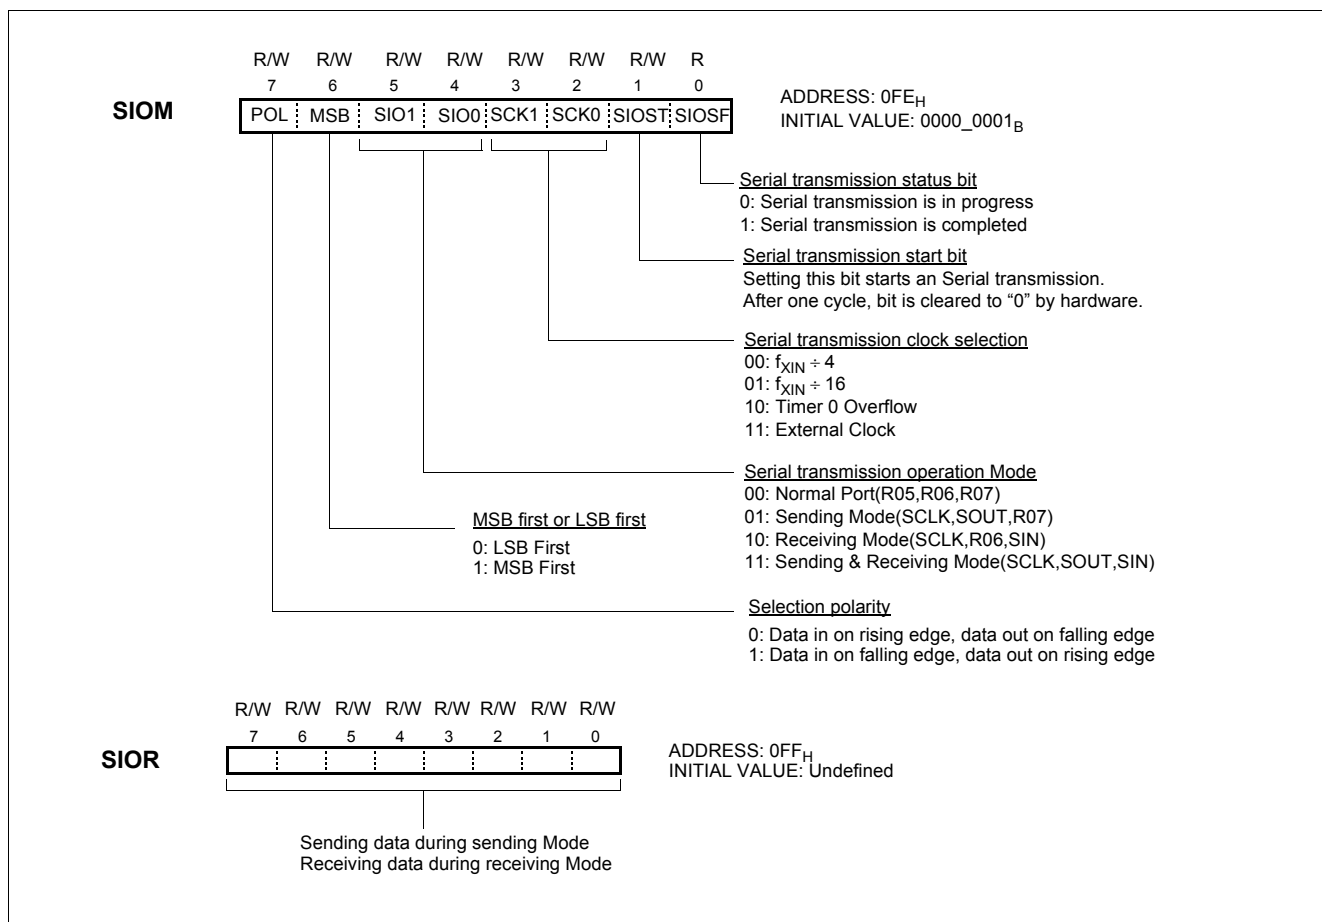 R/W R/W R/W R/W R/W R/W R/W R
7 6 5 4 3 2 1 0
SIOM POL MSB SIO1 SIO0 SCK1 SCK0 SIOST SIOSF
ADDRESS: 0FEH
INITIAL VALUE: 0000_0001B
Serial transmission status bit
0: Serial transmission is in progress
1: Serial transmission is completed
Serial transmission start bit
Setting this bit starts an Serial transmission.
After one cycle, bit is cleared to “0” by hardware.
Serial transmission clock selection
00: fXIN ÷ 4
01: fXIN ÷ 16
10: Timer 0 Overflow
11: External Clock
Serial transmission operation Mode
00: Normal Port(R05,R06,R07)
01: Sending Mode(SCLK,SOUT,R07)
10: Receiving Mode(SCLK,R06,SIN)
11: Sending & Receiving Mode(SCLK,SOUT,SIN)
MSB first or LSB first
0: LSB First
1: MSB First
Selection polarity
0: Data in on rising edge, data out on falling edge
1: Data in on falling edge, data out on rising edge
R/W R/W R/W R/W R/W R/W R/W R/W
7 6 5 4 3 2 1 0
SIOR
ADDRESS: 0FFH
INITIAL VALUE: Undefined
Sending data during sending Mode
Receiving data during receiving Mode